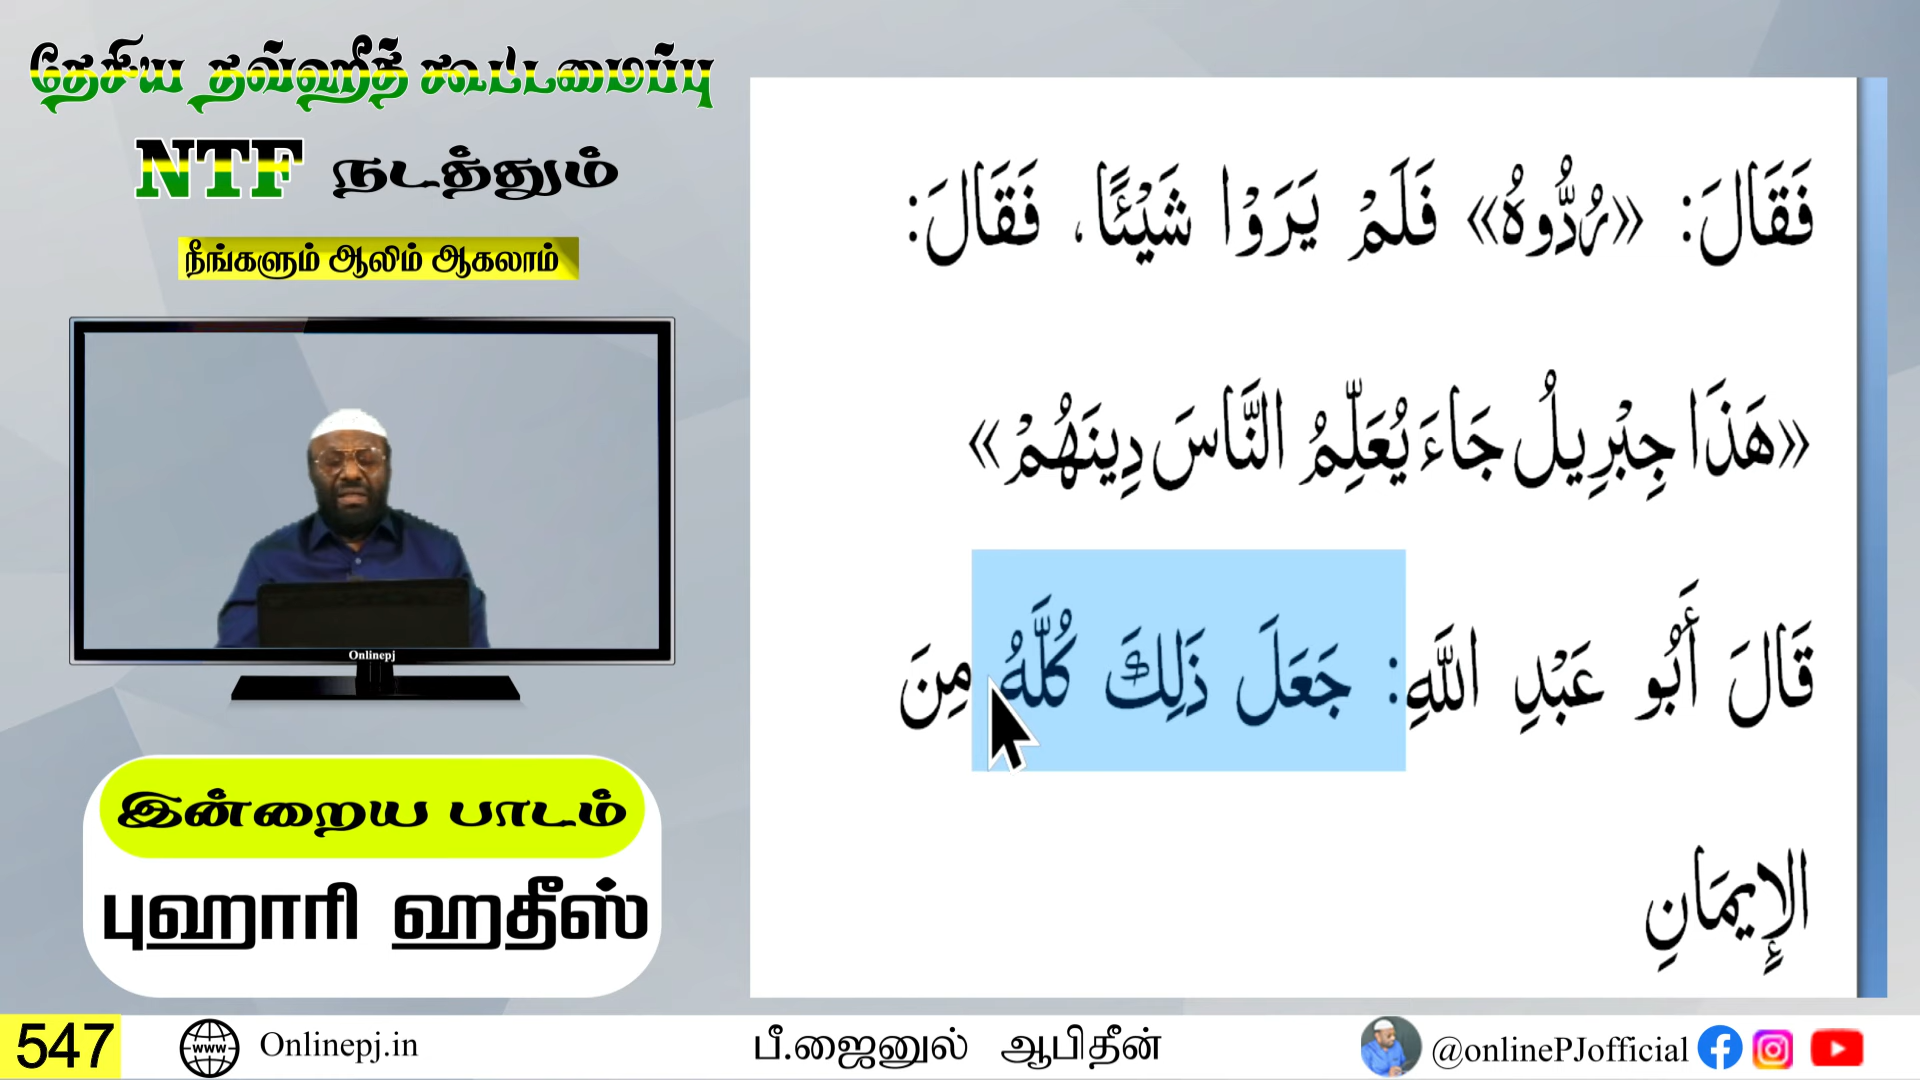 தேசிய தவ்ஹீத் கூட்டமைப்பு
NTF நடத்தும்
நீங்களும் ஆலிம் ஆகலாம்
Onlinepj
இன்றைய பாடம்
புஹாரி ஹதீஸ்
فَقَالَ: «رُدُّوهُ» فَلَمْ يَرَوْا شَيْئًا، فَقَالَ:
«هَذَا جِبْرِيلُ جَاءَ يُعَلِّمُ النَّاسَ دِينَهُمْ»
قَالَ أَبُو عَبْدِ اللَّهِ: جَعَلَ ذَلِكَ كُلَّهُ مِنَ
الإِيمَانِ
547
www
Onlinepj.in
பீ.ஜைனுல் ஆபிதீன்
@onlinePJofficial